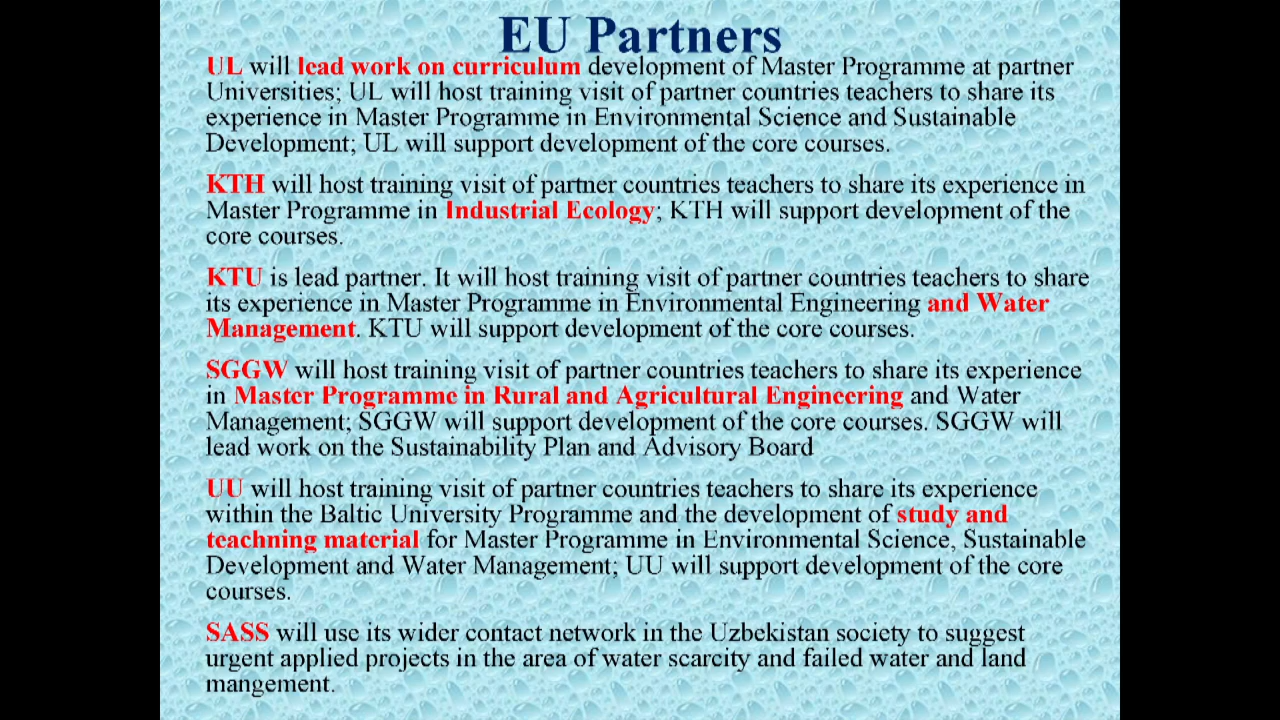 EU Partners
UL will lead work on curriculum development of Master Programme at partner
Universities; UL will host training visit of partner countries teachers to share its
experience in Master Programme in Environmental Science and Sustainable
Development; UL will support development of the core courses.
KTH will host training visit of partner countries teachers to share its experience in
Master Programme in Industrial Ecology; KTH will support development of the
core courses.
KTU is lead partner. It will host training visit of partner countries teachers to share
its experience in Master Programme in Environmental Engineering and Water
Management. KTU will support development of the core courses.
SGGW will host training visit of partner countries teachers to share its experience
in Master Programme in Rural and Agricultural Engineering and Water
Management; SGGW will support development of the core courses. SGGW will
lead work on the Sustainability Plan and Advisory Board
UU will host training visit of partner countries teachers to share its experience
within the Baltic University Programme and the development of study and
teachning material for Master Programme in Environmental Science, Sustainable
Development and Water Management; UU will support development of the core
courses.
SASS will use its wider contact network in the Uzbekistan society to suggest
urgent applied projects in the area of water scarcity and failed water and land
mangement.